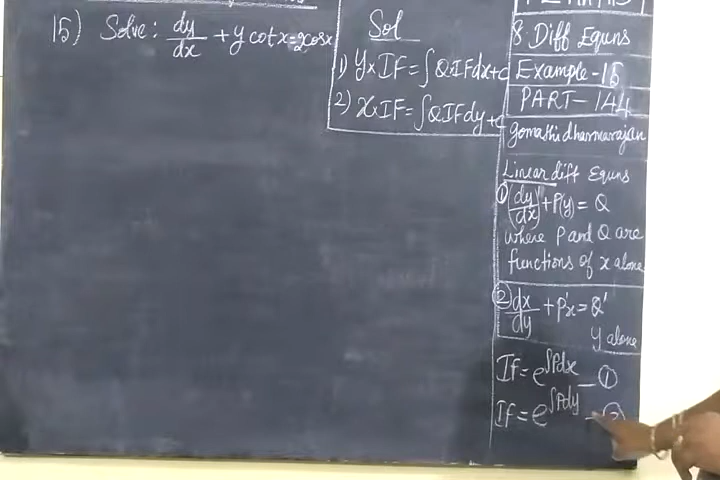 15) Solve: dy/dx + y cot x = 2cosx
Sol
1) y×IF = ∫Q IF dx + c
2) x×IF = ∫Q IF dy + c
8. Diff Equns
Example-15
PART-144
gomathi dharmarajan
Linear diff Equns
① (dy/dx) + P(y) = Q
where P and Q are
functions of x alone
② dx/dy + P'x = Q'
y alone
If = e^∫Pdx – ①
If = e^∫Pdy – ②